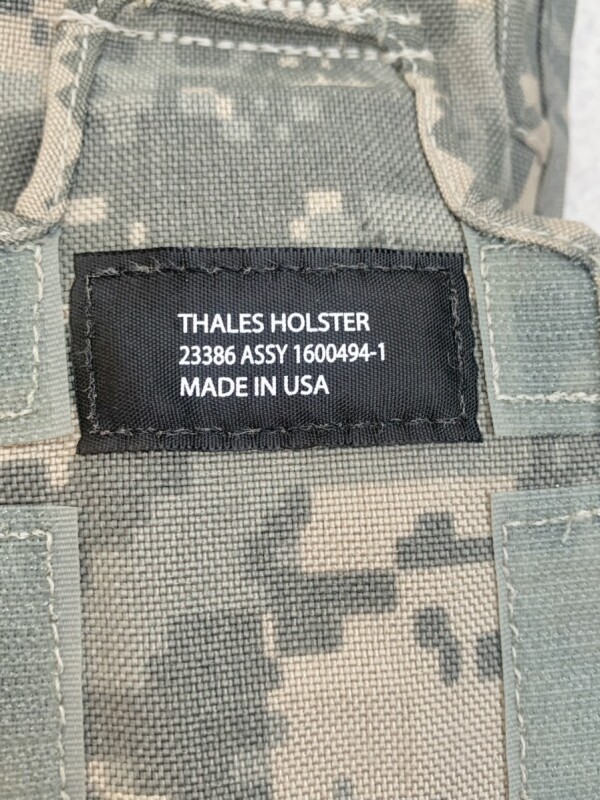 THALES HOLSTER
23386 ASSY 1600494-1
MADE IN USA